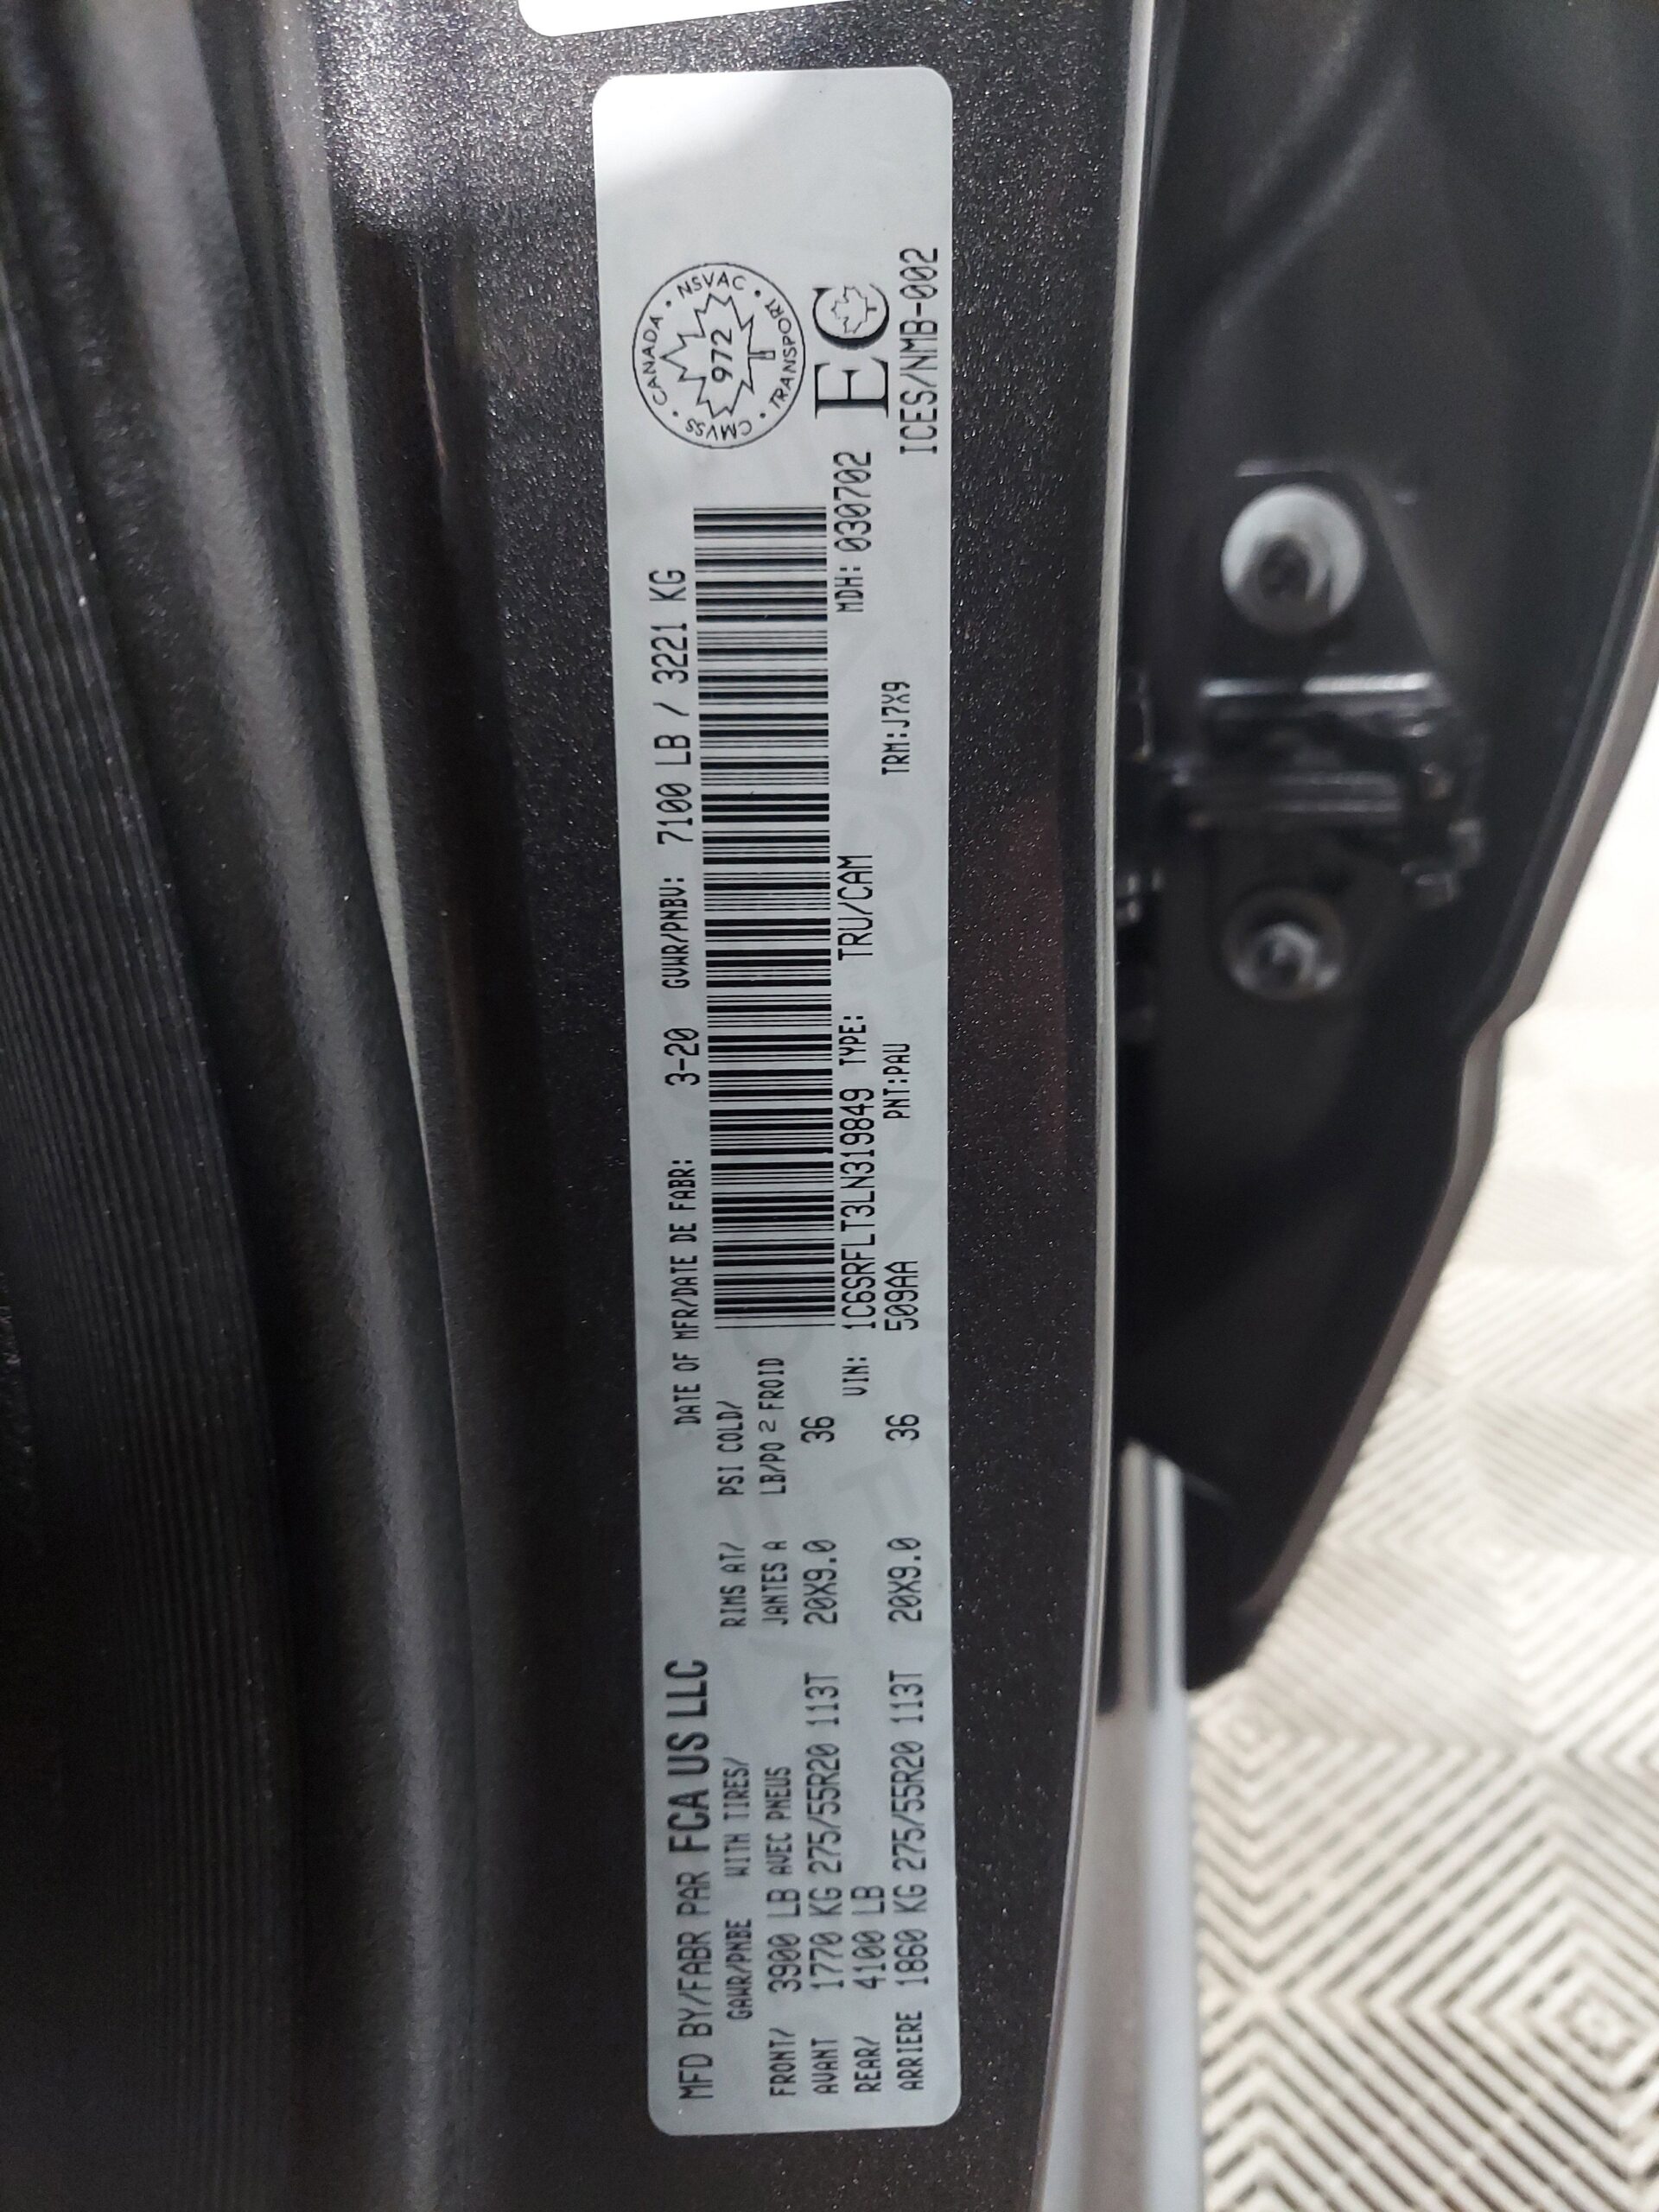 MFD BY/FABR PAR FCA US LLC
DATE OF MFR/DATE DE FABR: 3-20 GVWR/PNBV: 7100 LB / 3221 KG
GAWR/PNBE WITH TIRES/ RIMS AT/ PSI COLD/
FRONT/ 3900 LB AVEC PNEUS JANTES A LB/PO 2 FROID
AVANT 1770 KG 275/55R20 113T 20X9.0 36
REAR/ 4100 LB VIN: 1C6SRFLT3LN319849 TYPE: TRU/CAM MDH: 030702
ARRIERE 1860 KG 275/55R20 113T 20X9.0 36 509AA PNT:PAU TRM:J7X9
CMVSS • CANADA • NSVAC • TRANSPORT •
972
EC
ICES/NMB-002